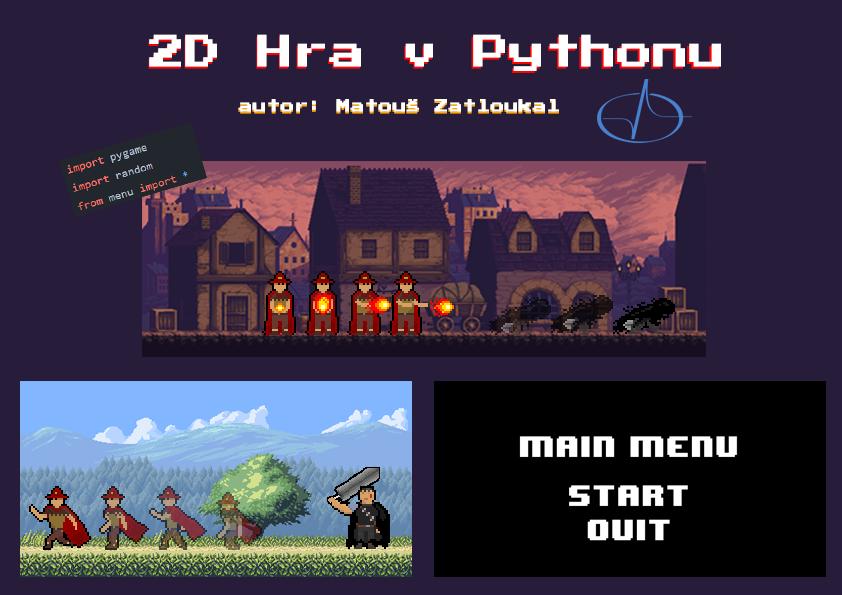 2D Hra v Pythonu
autor: Matouš Zatloukal
import pygame
import random
from menu import *
MAIN MENU
START
QUIT